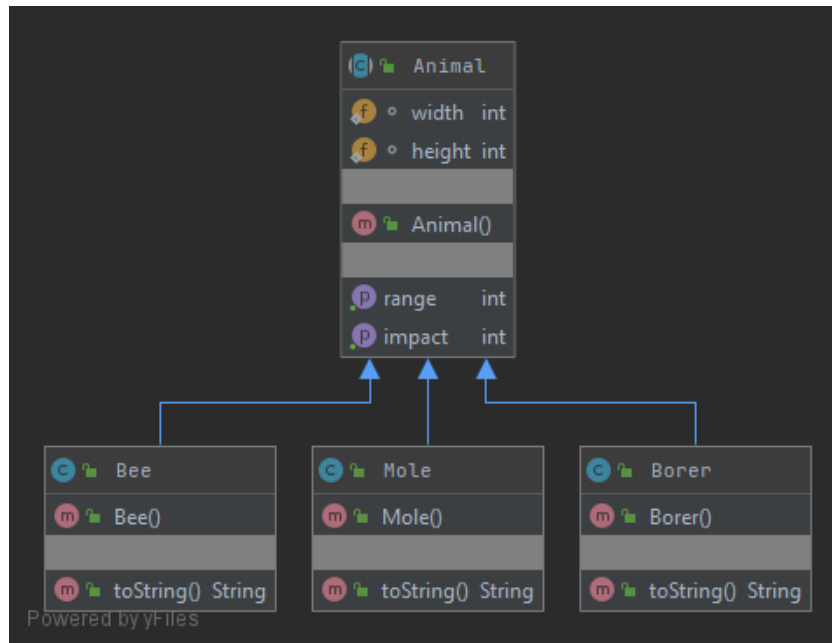 Animal
width int
height int
Animal()
range int
impact int
Bee
Bee()
toString() String
Mole
Mole()
toString() String
Borer
Borer()
toString() String
Powered by yFiles